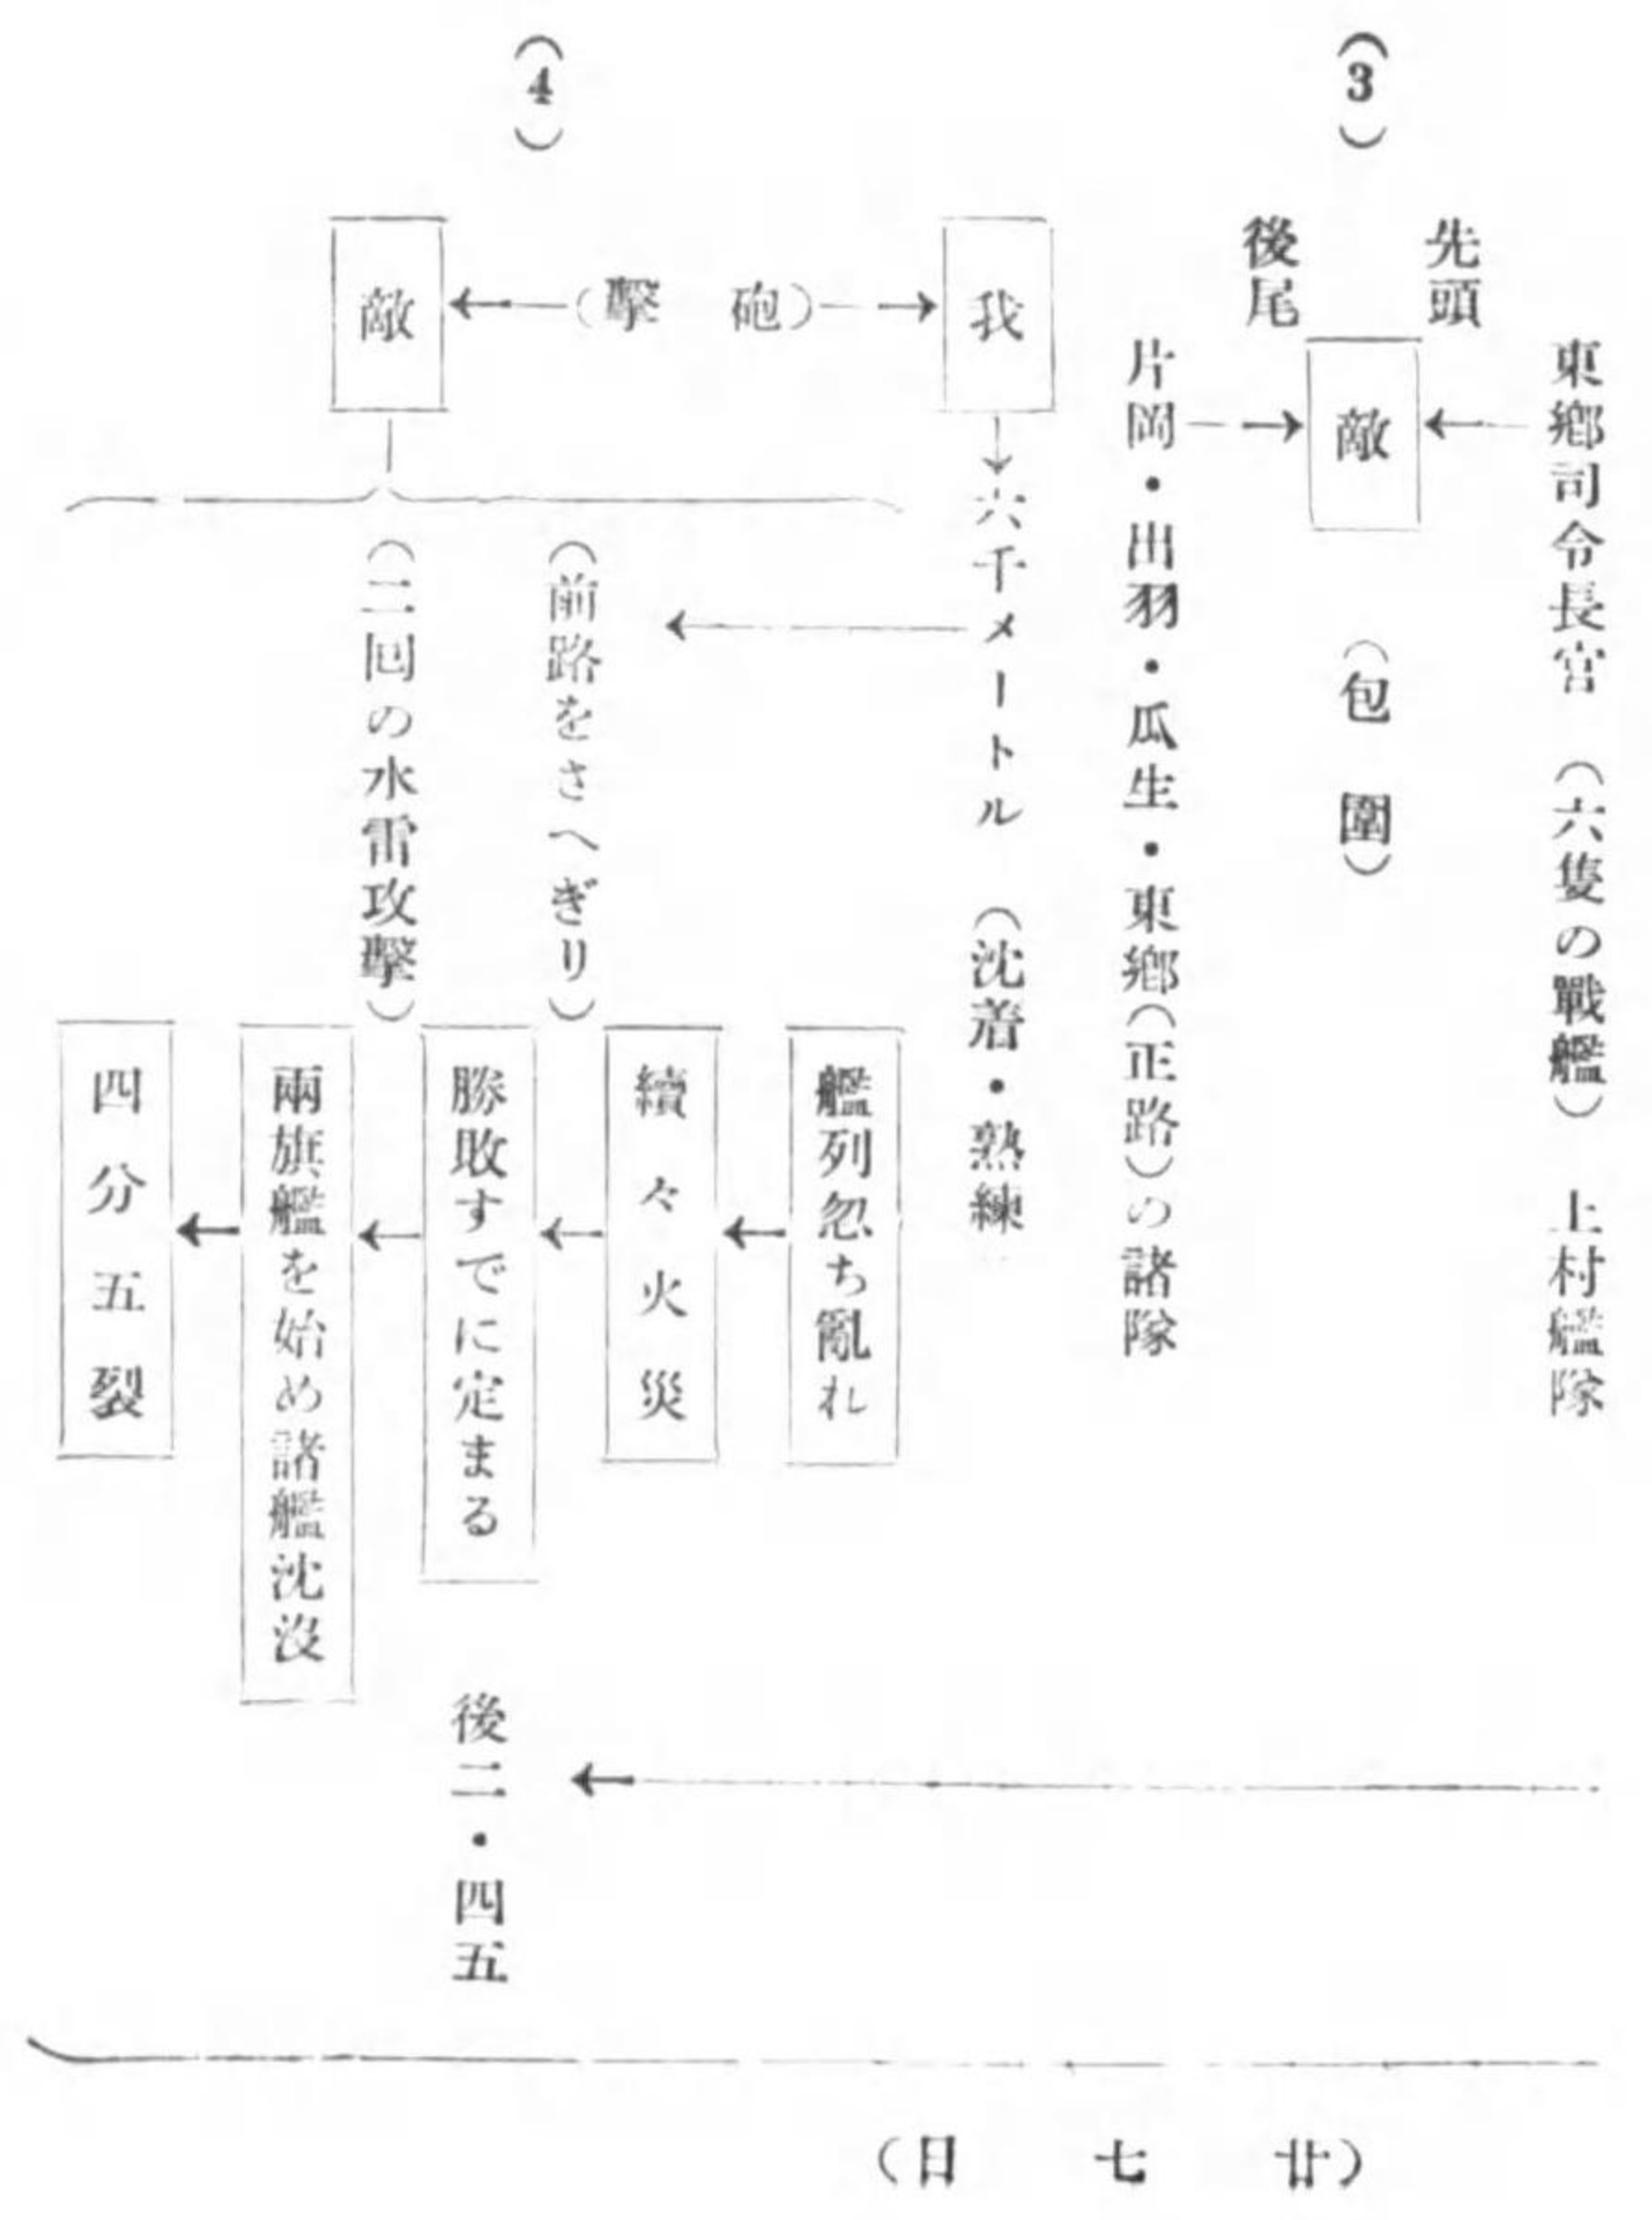 (3)
東鄕司令長官 (六隻の戰艦) 上村艦隊
先頭
敵
(包圍)
後尾
片岡・出羽・瓜生・東鄕(正路)の諸隊
(4)
我
六千メートル (沈着・熟練
(砲擊)
敵
艦列忽ち亂れ
續々火災
(前路をさへぎり)
勝敗すでに定まる
後二・四五
(二回の水雷攻擊)
兩旗艦を始め諸艦沈沒
四分五裂
(廿七日)